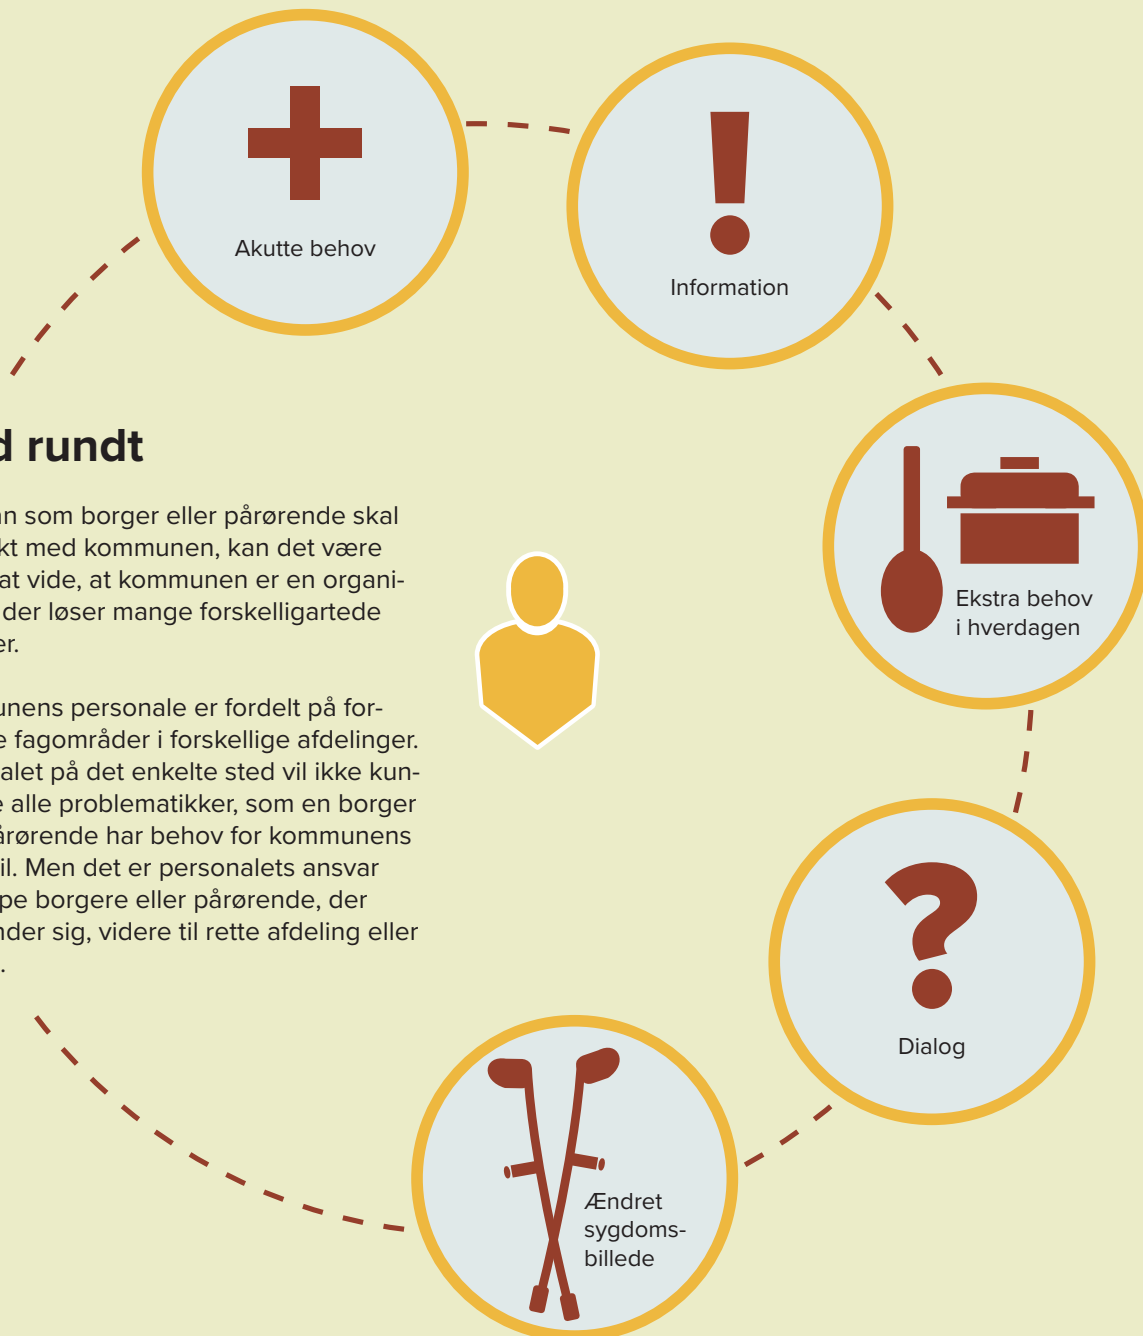 Akutte behov
Information
d rundt
an som borger eller pårørende skal
kt med kommunen, kan det være
at vide, at kommunen er en organi-
der løser mange forskelligartede
er.
unens personale er fordelt på for-
e fagområder i forskellige afdelinger.
alet på det enkelte sted vil ikke kun-
e alle problematikker, som en borger
årørende har behov for kommunens
til. Men det er personalets ansvar
lpe borgere eller pårørende, der
nder sig, videre til rette afdeling eller
.
Ekstra behov
i hverdagen
Dialog
Ændret
sygdoms-
billede